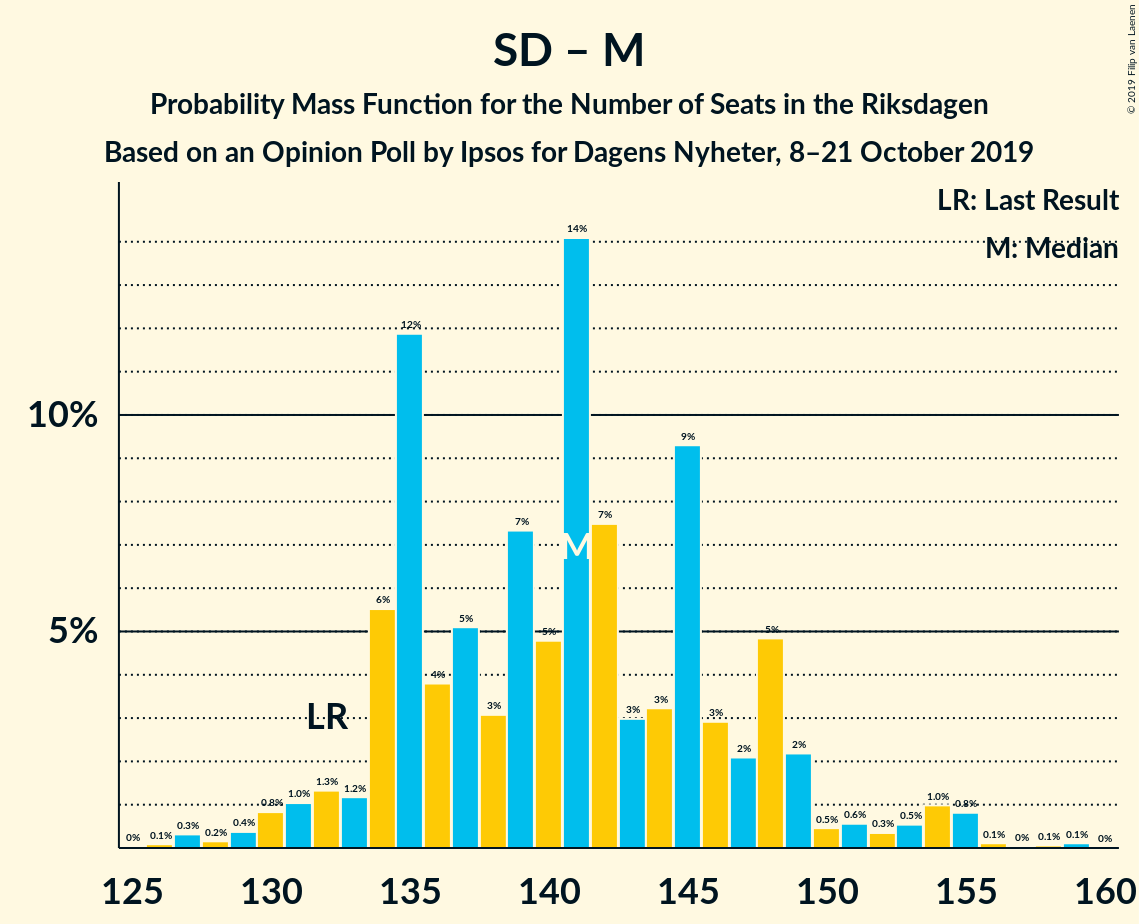 SD – M
Probability Mass Function for the Number of Seats in the Riksdagen
Based on an Opinion Poll by Ipsos for Dagens Nyheter, 8–21 October 2019
© 2019 Filip van Laenen
LR: Last Result
M: Median
10%
5%
LR
M
0% 0.1% 0.3% 0.2% 0.4% 0.8% 1.0% 1.3% 1.2% 6% 12% 4% 5% 3% 7% 5% 14% 7% 3% 3% 9% 3% 2% 5% 2% 0.5% 0.6% 0.3% 0.5% 1.0% 0.8% 0.1% 0% 0.1% 0.1% 0%
125 130 135 140 145 150 155 160